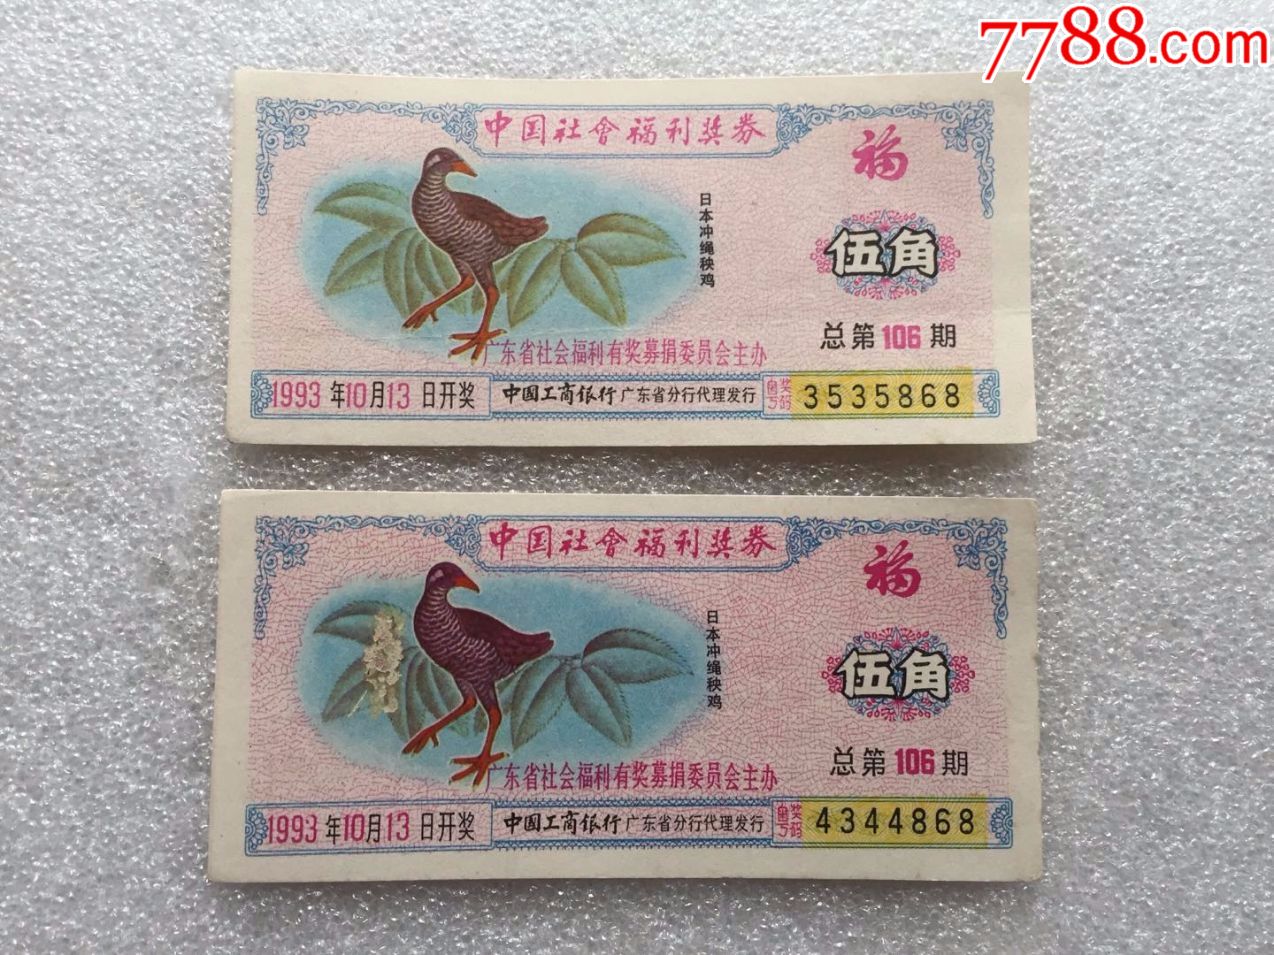 7788.com
中国社會福利奖券
福
日本冲绳秧鸡
伍角
总第106期
广东省社会福利有奖募捐委员会主办
1993年10月13日开奖
中国工商银行广东省分行代理发行
奖码
3535868
中国社會福利奖券
福
日本冲绳秧鸡
伍角
总第106期
广东省社会福利有奖募捐委员会主办
1993年10月13日开奖
中国工商银行广东省分行代理发行
奖码
4344868